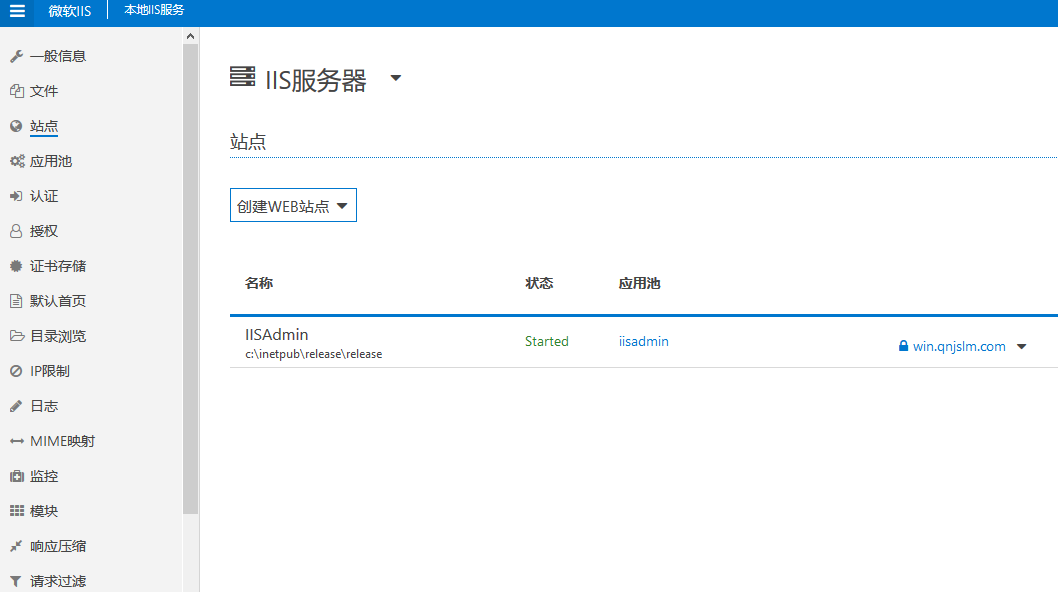 微软IIS
本地IIS服务
一般信息
文件
站点
应用池
认证
授权
证书存储
默认首页
目录浏览
IP限制
日志
MIME映射
监控
模块
响应压缩
请求过滤
IIS服务器
站点
创建WEB站点
名称 状态 应用池
IISAdmin Started iisadmin win.qnjslm.com
c:\inetpub\release\release